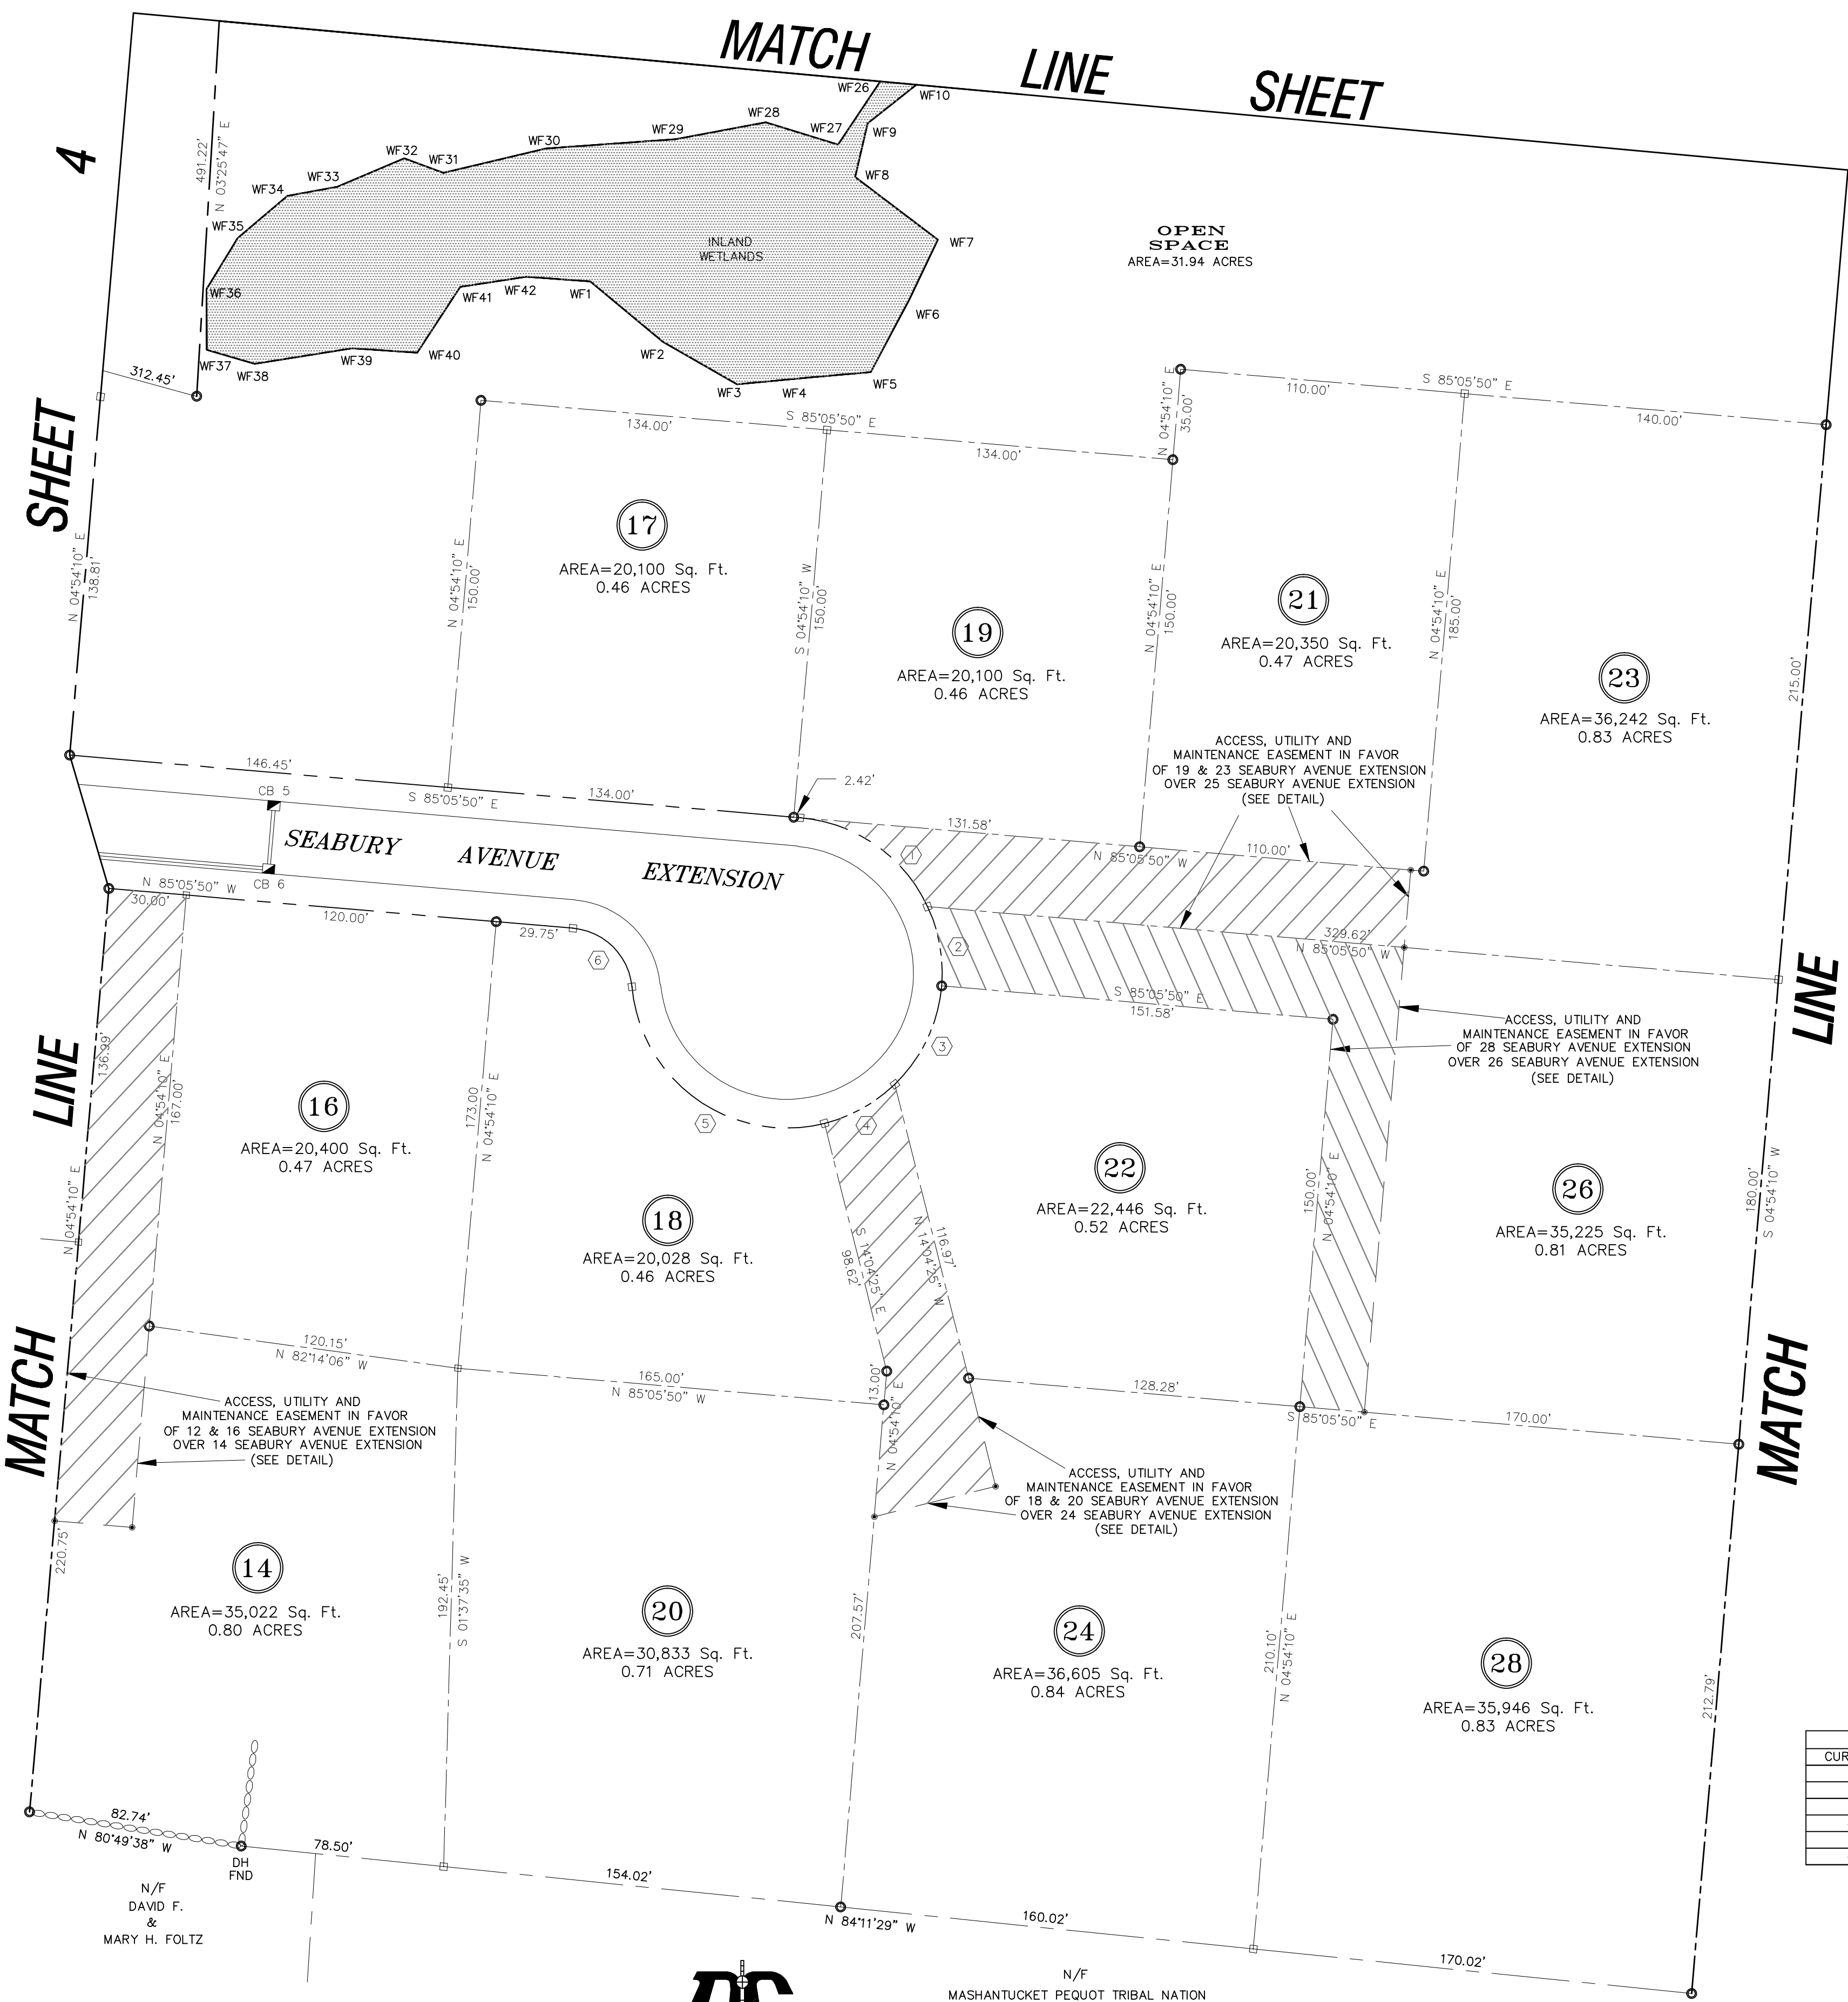 MATCH LINE SHEET
4
SHEET
LINE
MATCH
LINE
MATCH
491.22'
N 03°25'47" E
WF26
WF10
WF28
WF27
WF9
WF29
WF30
WF32
WF31
WF8
WF33
WF34
WF35
WF7
INLAND
WETLANDS
OPEN
SPACE
AREA=31.94 ACRES
WF36
WF41
WF42
WF1
WF6
WF2
WF37
WF38
WF39
WF40
WF3
WF4
WF5
312.45'
N 04°54'10" E
138.81'
134.00'
S 85°05'50" E
134.00'
N 04°54'10" E
35.00'
110.00'
S 85°05'50" E
140.00'
17
AREA=20,100 Sq. Ft.
0.46 ACRES
N 04°54'10" E
150.00'
S 04°54'10" W
150.00'
19
AREA=20,100 Sq. Ft.
0.46 ACRES
N 04°54'10" E
150.00'
21
AREA=20,350 Sq. Ft.
0.47 ACRES
N 04°54'10" E
185.00'
23
AREA=36,242 Sq. Ft.
0.83 ACRES
215.00'
ACCESS, UTILITY AND
MAINTENANCE EASEMENT IN FAVOR
OF 19 & 23 SEABURY AVENUE EXTENSION
OVER 25 SEABURY AVENUE EXTENSION
(SEE DETAIL)
146.45'
S 85°05'50" E
134.00'
2.42'
131.58'
N 85°05'50" W
110.00'
CB 5
SEABURY AVENUE EXTENSION
CB 6
1
2
3
4
5
6
N 85°05'50" W
30.00'
120.00'
29.75'
329.62'
N 85°05'50" W
S 85°05'50" E
151.58'
ACCESS, UTILITY AND
MAINTENANCE EASEMENT IN FAVOR
OF 28 SEABURY AVENUE EXTENSION
OVER 26 SEABURY AVENUE EXTENSION
(SEE DETAIL)
136.99'
N 04°54'10" E
N 04°54'10" E
167.00'
16
AREA=20,400 Sq. Ft.
0.47 ACRES
173.00
N 04°54'10" E
18
AREA=20,028 Sq. Ft.
0.46 ACRES
S 14°04'25" E
98.62'
116.97'
N 14°04'25" W
22
AREA=22,446 Sq. Ft.
0.52 ACRES
150.00'
N 04°54'10" E
26
AREA=35,225 Sq. Ft.
0.81 ACRES
180.00'
S 04°54'10" W
120.15'
N 82°14'06" W
165.00'
N 85°05'50" W
13.00'
N 04°54'10" E
128.28'
S 85°05'50" E
170.00'
ACCESS, UTILITY AND
MAINTENANCE EASEMENT IN FAVOR
OF 12 & 16 SEABURY AVENUE EXTENSION
OVER 14 SEABURY AVENUE EXTENSION
(SEE DETAIL)
ACCESS, UTILITY AND
MAINTENANCE EASEMENT IN FAVOR
OF 18 & 20 SEABURY AVENUE EXTENSION
OVER 24 SEABURY AVENUE EXTENSION
(SEE DETAIL)
220.75'
14
AREA=35,022 Sq. Ft.
0.80 ACRES
192.45'
S 01°37'35" W
20
AREA=30,833 Sq. Ft.
0.71 ACRES
207.57'
24
AREA=36,605 Sq. Ft.
0.84 ACRES
210.10'
N 04°54'10" E
28
AREA=35,946 Sq. Ft.
0.83 ACRES
212.79'
CUR
82.74'
N 80°49'38" W
DH
FND
78.50'
154.02'
N 84°11'29" W
160.02'
170.02'
N/F
DAVID F.
&
MARY H. FOLTZ
N/F
MASHANTUCKET PEQUOT TRIBAL NATION